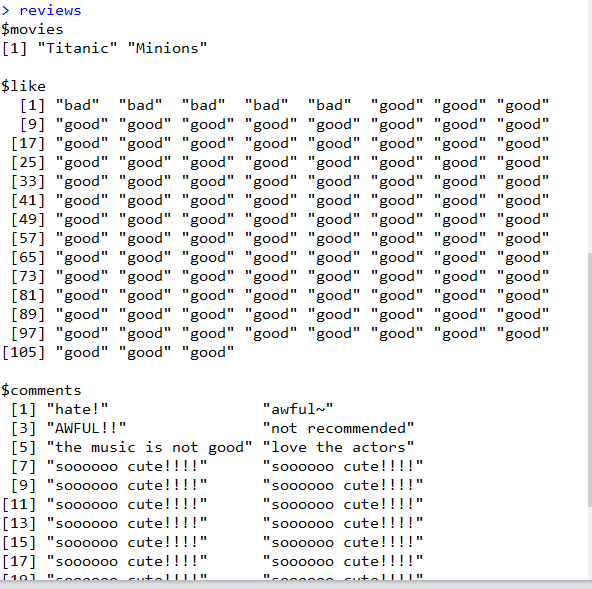 > reviews
$movies
[1] "Titanic" "Minions"
$like
[1] "bad" "bad" "bad" "bad" "bad" "good" "good" "good"
[9] "good" "good" "good" "good" "good" "good" "good" "good"
[17] "good" "good" "good" "good" "good" "good" "good" "good"
[25] "good" "good" "good" "good" "good" "good" "good" "good"
[33] "good" "good" "good" "good" "good" "good" "good" "good"
[41] "good" "good" "good" "good" "good" "good" "good" "good"
[49] "good" "good" "good" "good" "good" "good" "good" "good"
[57] "good" "good" "good" "good" "good" "good" "good" "good"
[65] "good" "good" "good" "good" "good" "good" "good" "good"
[73] "good" "good" "good" "good" "good" "good" "good" "good"
[81] "good" "good" "good" "good" "good" "good" "good" "good"
[89] "good" "good" "good" "good" "good" "good" "good" "good"
[97] "good" "good" "good" "good" "good" "good" "good" "good"
[105] "good" "good" "good"
$comments
[1] "hate!" "awful~"
[3] "AWFUL!!" "not recommended"
[5] "the music is not good" "love the actors"
[7] "soooooo cute!!!!" "soooooo cute!!!!"
[9] "soooooo cute!!!!" "soooooo cute!!!!"
[11] "soooooo cute!!!!" "soooooo cute!!!!"
[13] "soooooo cute!!!!" "soooooo cute!!!!"
[15] "soooooo cute!!!!" "soooooo cute!!!!"
[17] "soooooo cute!!!!" "soooooo cute!!!!"
[19] "soooooo cute!!!!" "soooooo cute!!!!"